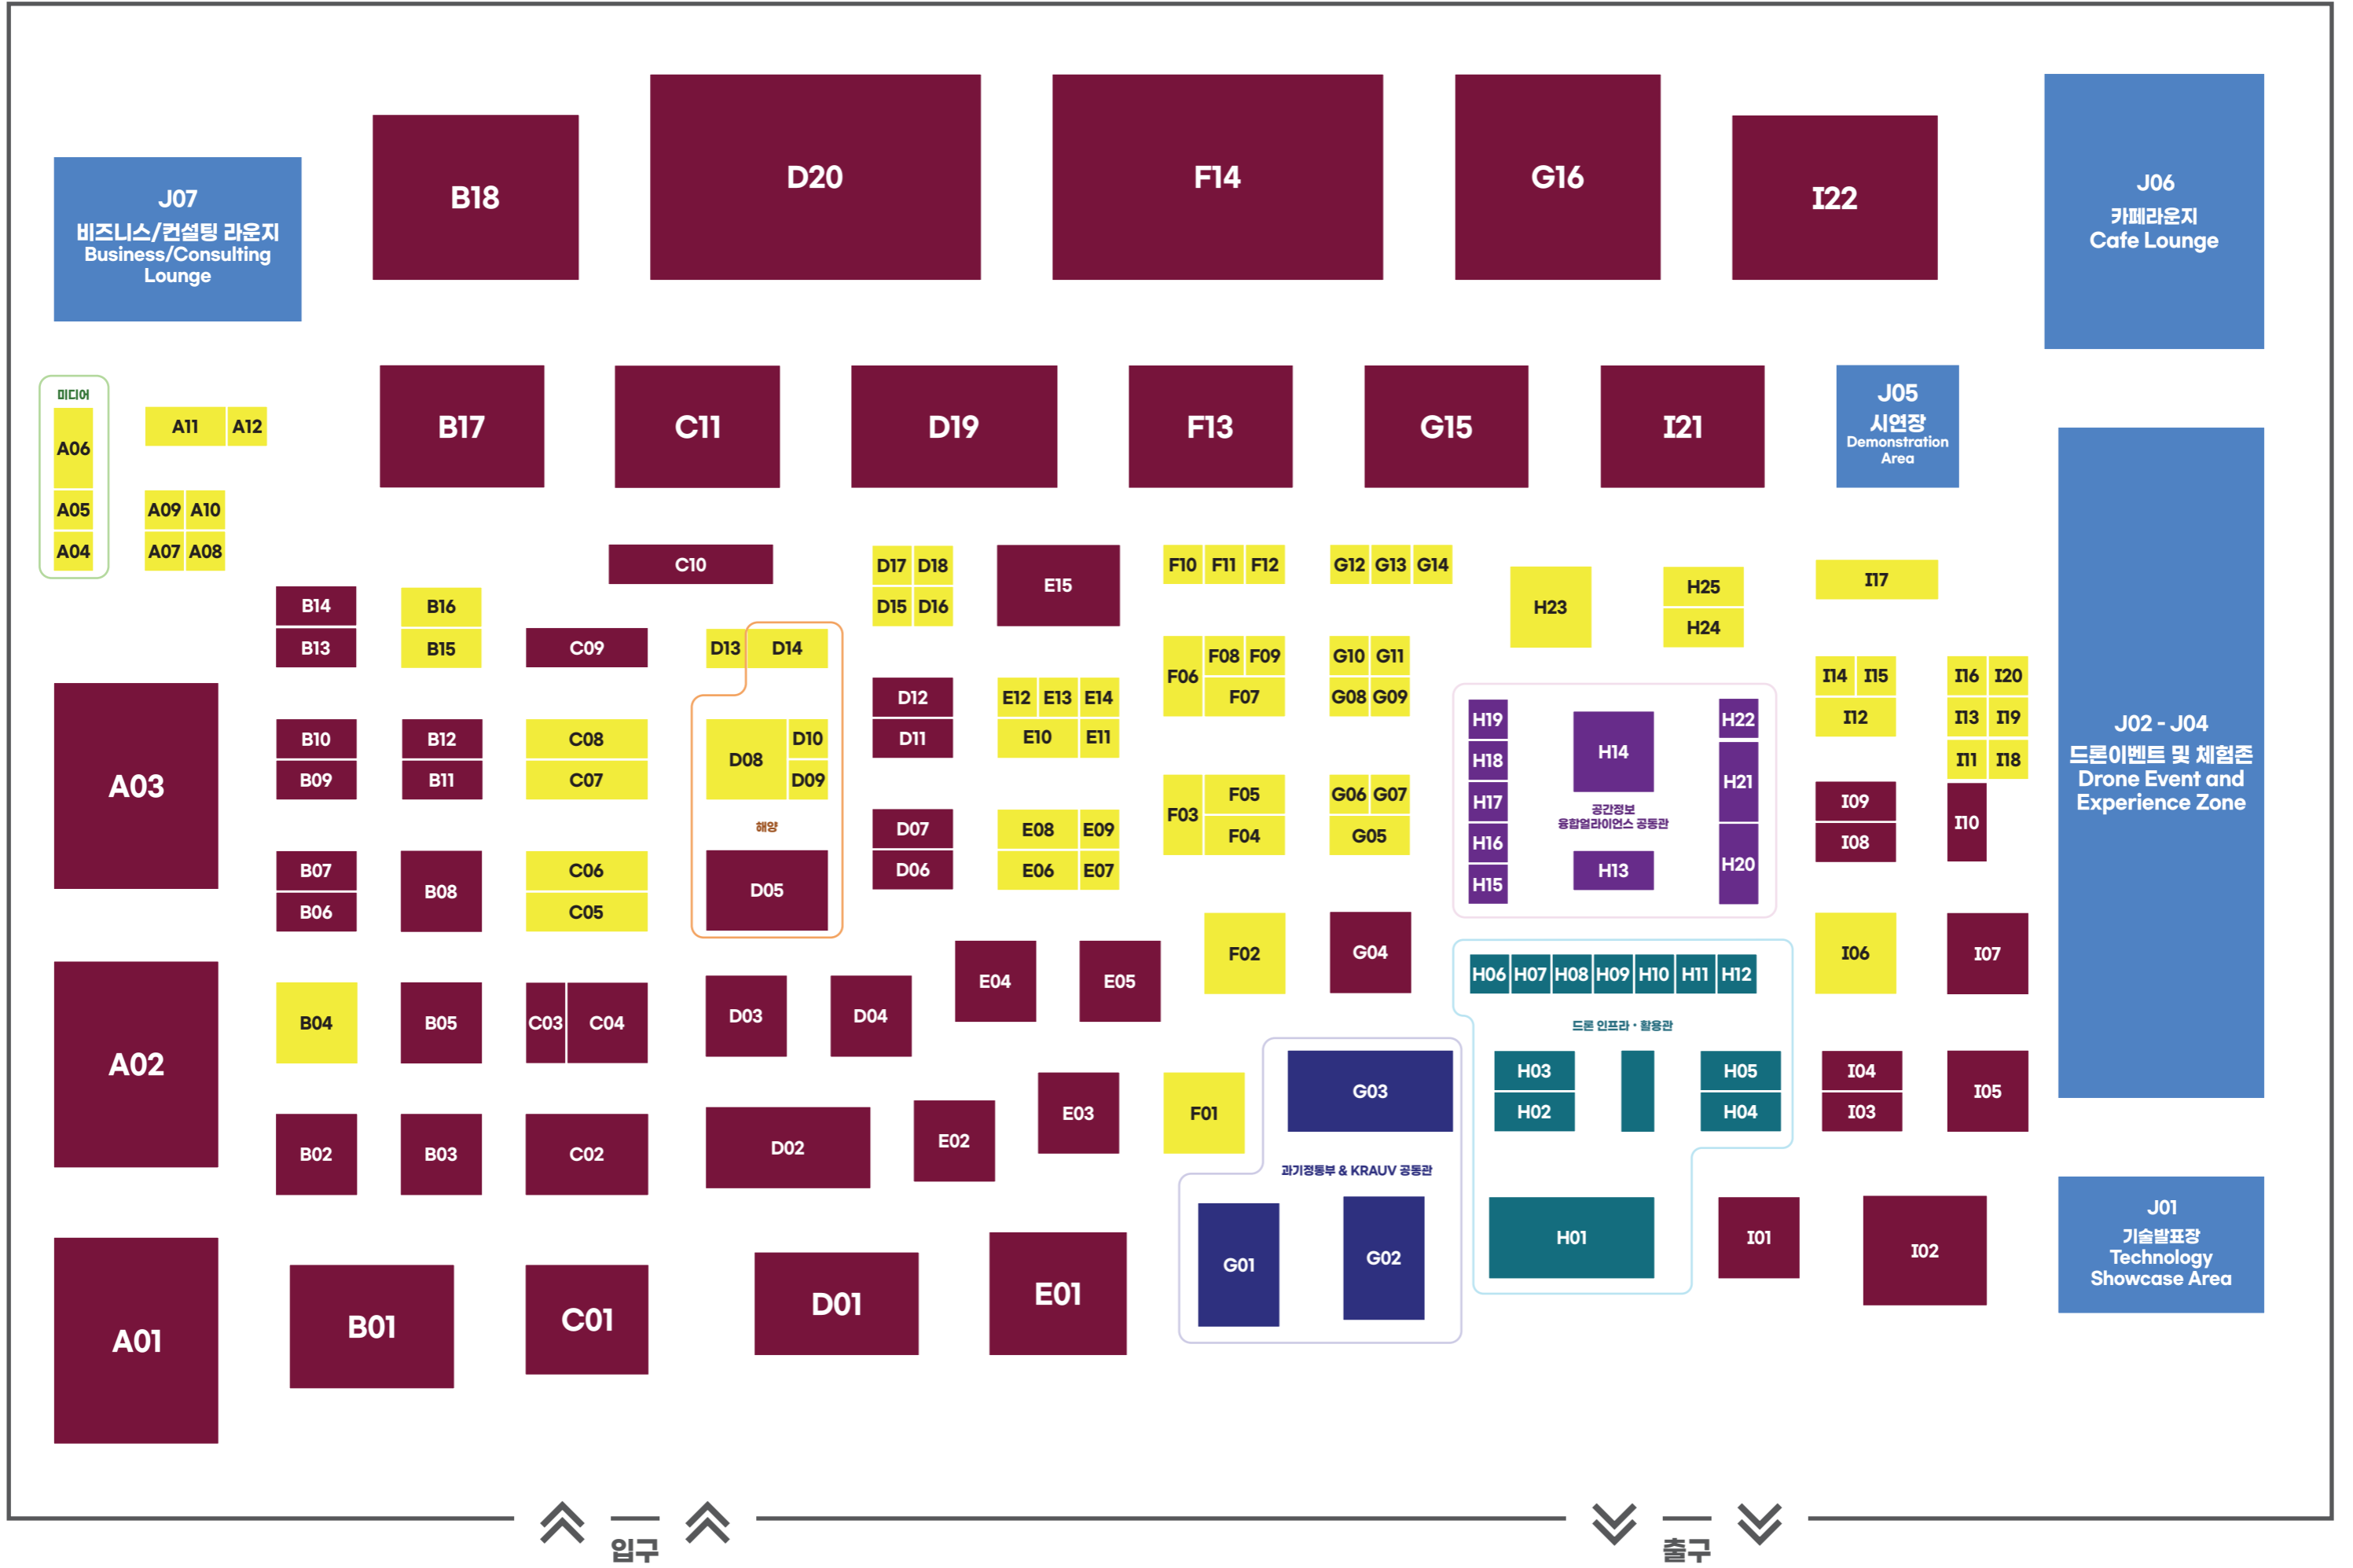 J07
비즈니스/컨설팅 라운지
Business/Consulting
Lounge
B18
D20
F14
G16
I22
J06
카페라운지
Cafe Lounge
미디어
A06
A05
A04
A11 A12
A09 A10
A07 A08
B17
C11
D19
F13
G15
I21
J05
시연장
Demonstration
Area
C10
D17 D18
D15 D16
E15
F10 F11 F12
G12 G13 G14
H23
H25
H24
I17
B14
B13
B16
B15
C09
D13 D14
D08
D10
D09
해양
D05
D12
D11
E12 E13 E14
E10 E11
F06
F08 F09
F07
G10 G11
G08 G09
H19
H18
H17
H16
H15
H14
공간정보
융합얼라이언스 공동관
H13
H22
H21
H20
I14 I15
I12
I16 I20
I13 I19
I11 I18
I10
I09
I08
J02 - J04
드론이벤트 및 체험존
Drone Event and
Experience Zone
A03
B10
B09
B12
B11
C08
C07
D07
D06
E08 E09
E06 E07
F03
F05
F04
G06 G07
G05
B07
B06
B08
C06
C05
F02
G04
I06
I07
A02
B04
B05
C03 C04
D03
D04
E04
E05
H06 H07 H08 H09 H10 H11 H12
드론 인프라 · 활용관
H03
H02
H05
H04
H01
I04
I03
I05
B02
B03
C02
D02
E02
E03
F01
G03
과기정통부 & KRAUV 공동관
G01
G02
I01
I02
J01
기술발표장
Technology
Showcase Area
A01
B01
C01
D01
E01
입구
출구